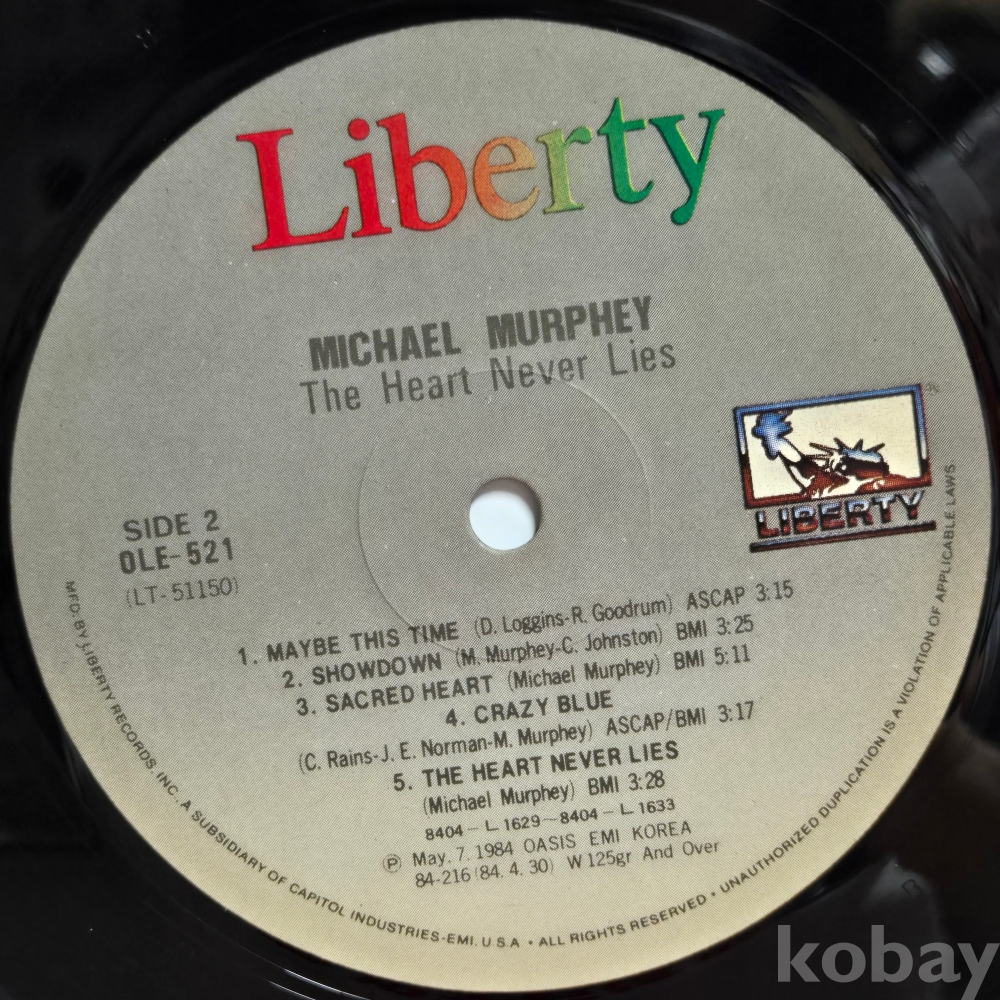 Liberty
MICHAEL MURPHEY
The Heart Never Lies
®
LIBERTY
SIDE 2
OLE-521
(LT-51150)
1. MAYBE THIS TIME (D. Loggins-R. Goodrum) ASCAP 3:15
2. SHOWDOWN (M. Murphey-C. Johnston) BMI 3:25
3. SACRED HEART (Michael Murphey) BMI 5:11
4. CRAZY BLUE
(C. Rains-J. E. Norman-M. Murphey) ASCAP/BMI 3:17
5. THE HEART NEVER LIES
(Michael Murphey) BMI 3:28
8404-L 1629-8404-L 1633
Ⓟ May. 7. 1984 OASIS EMI KOREA
84-216 (84. 4. 30) W 125gr And Over
MFD. BY LIBERTY RECORDS, INC., A SUBSIDIARY OF CAPITOL INDUSTRIES-EMI. U.S.A • ALL RIGHTS RESERVED • UNAUTHORIZED DUPLICATION IS A VIOLATION OF APPLICABLE LAWS
kobay